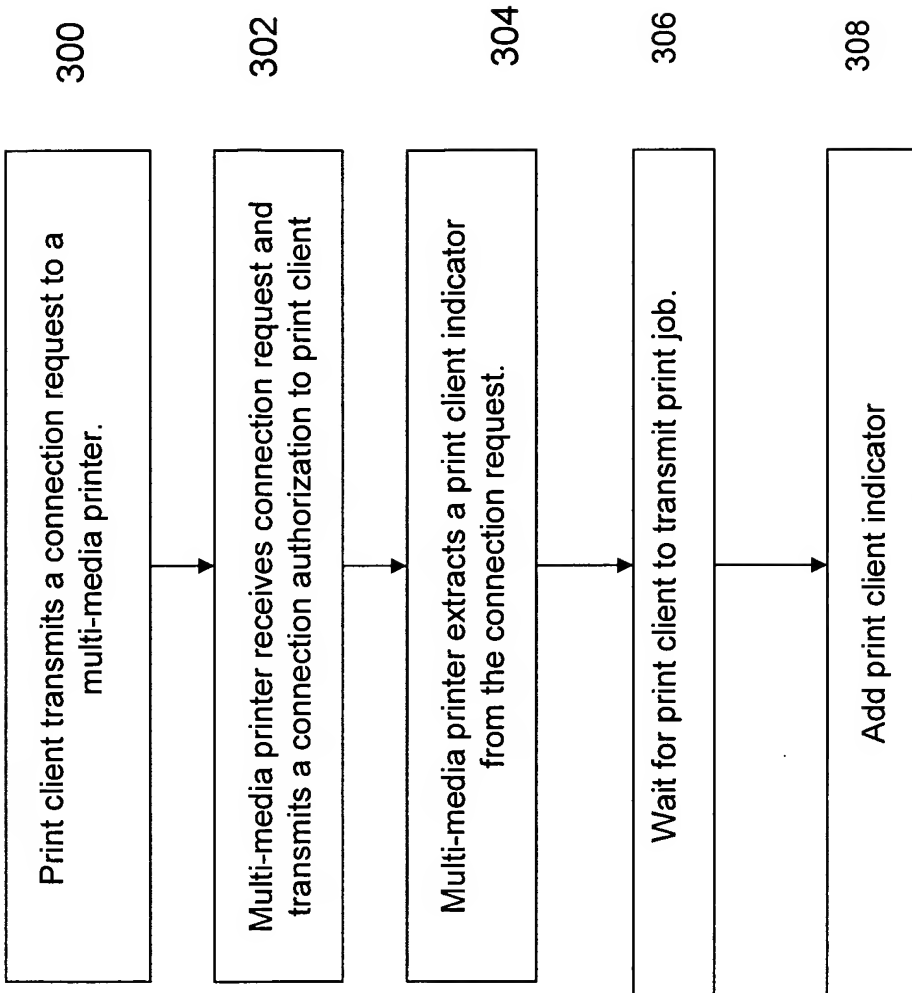 300
Print client transmits a connection request to a
multi-media printer.
302
Multi-media printer receives connection request and
transmits a connection authorization to print client
304
Multi-media printer extracts a print client indicator
from the connection request.
306
Wait for print client to transmit print job.
308
Add print client indicator